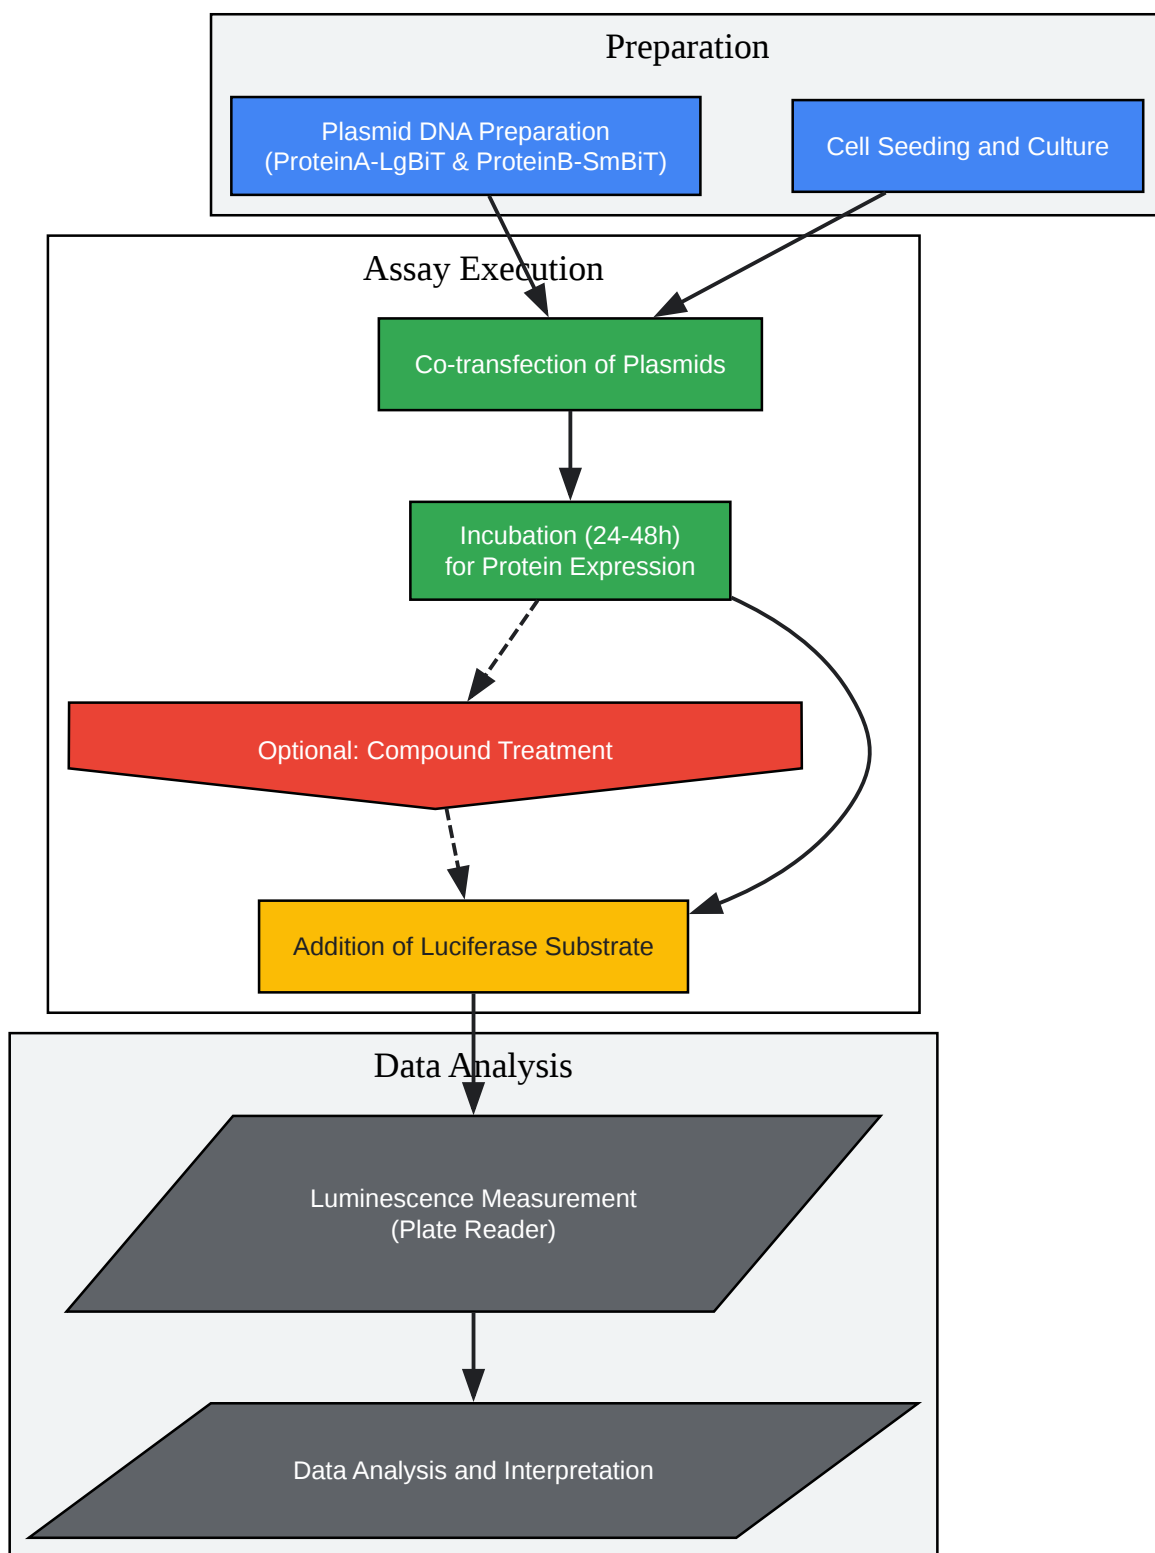 Preparation
Plasmid DNA Preparation
(ProteinA-LgBiT & ProteinB-SmBiT)
Cell Seeding and Culture
Assay Execution
Co-transfection of Plasmids
Incubation (24-48h)
for Protein Expression
Optional: Compound Treatment
Addition of Luciferase Substrate
Data Analysis
Luminescence Measurement
(Plate Reader)
Data Analysis and Interpretation